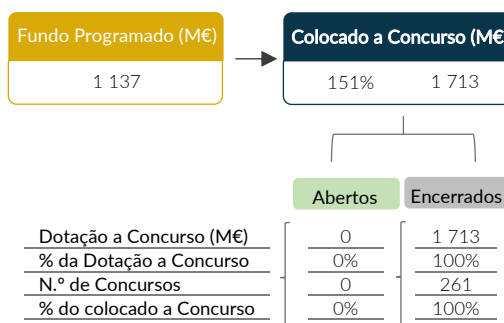 Fundo Programado (M€) Colocado a Concurso (M€
1 137 151% 1 713
Abertos Encerrados
Dotação a Concurso (M€) 0 1 713
% da Dotação a Concurso 0% 100%
N.º de Concursos 0 261
% do colocado a Concurso 0% 100%